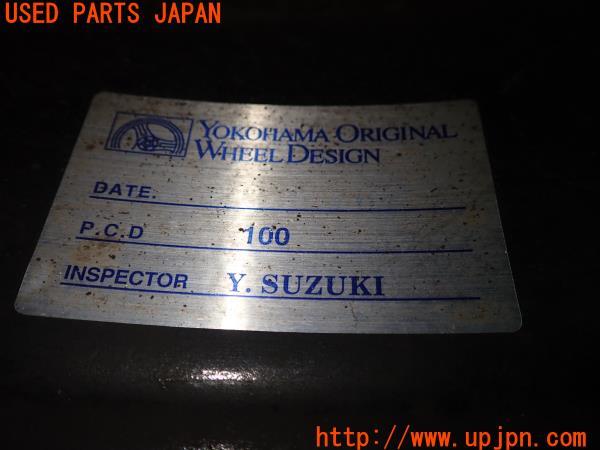 USED PARTS JAPAN
YOKOHAMA ORIGINAL
WHEEL DESIGN
DATE.
P.C.D 100
INSPECTOR Y. SUZUKI
http://www.upjpn.com